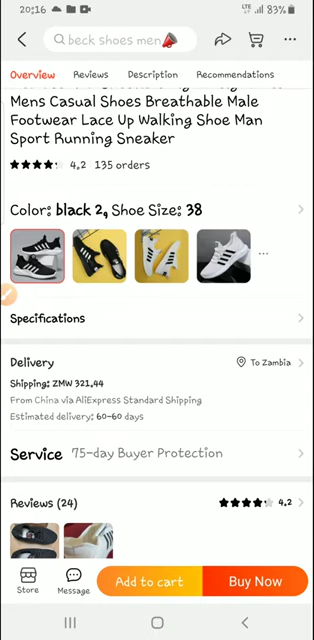 20:16 LTE 83%
beck shoes men
Overview Reviews Description Recommendations
Mens Casual Shoes Breathable Male
Footwear Lace Up Walking Shoe Man
Sport Running Sneaker
4.2 135 orders
Color: black 2, Shoe Size: 38
Specifications
Delivery To Zambia
Shipping: ZMW 321.44
From China via AliExpress Standard Shipping
Estimated delivery: 60-60 days
Service 75-day Buyer Protection
Reviews (24) 4.2
Store Message Add to cart Buy Now